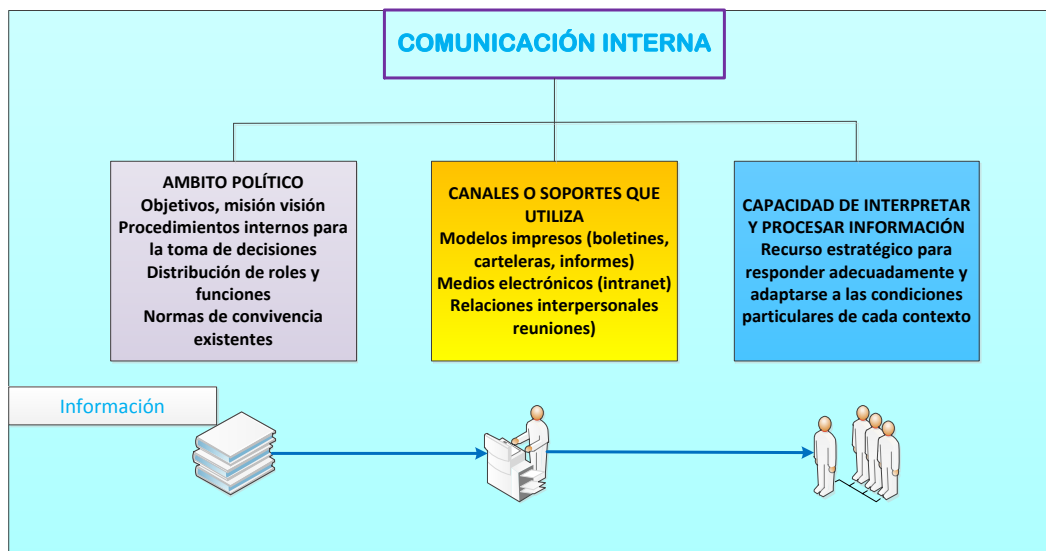 COMUNICACIÓN INTERNA
AMBITO POLÍTICO
Objetivos, misión visión
Procedimientos internos para
la toma de decisiones
Distribución de roles y
funciones
Normas de convivencia
existentes
CANALES O SOPORTES QUE
UTILIZA
Modelos impresos (boletines,
carteleras, informes)
Medios electrónicos (intranet)
Relaciones interpersonales
reuniones)
CAPACIDAD DE INTERPRETAR
Y PROCESAR INFORMACIÓN
Recurso estratégico para
responder adecuadamente y
adaptarse a las condiciones
particulares de cada contexto
Información